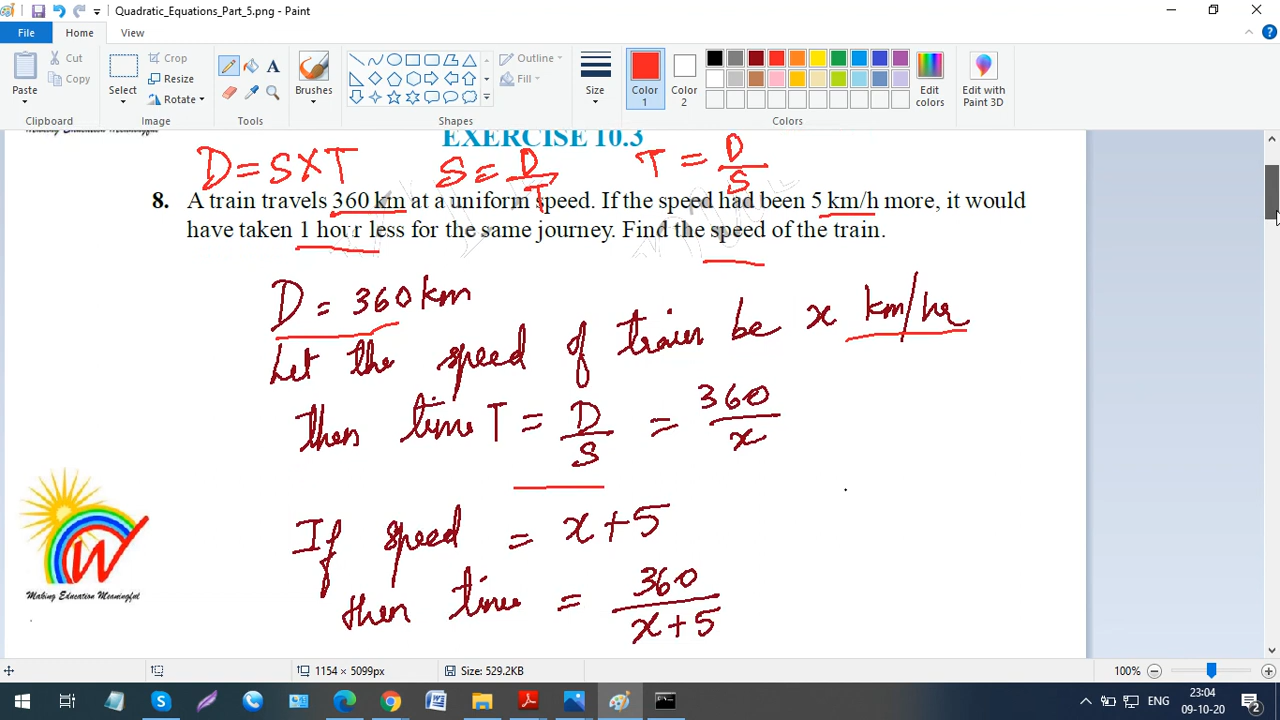 Quadratic_Equations_Part_5.png - Paint
File Home View
Paste Cut Copy Clipboard
Select Crop Resize Rotate Image
Tools
Brushes
Outline Fill Shapes
Size
Color 1 Color 2
Edit colors
Edit with Paint 3D
Colors
Making Education Meaningful
EXERCISE 10.3
D = S X T S = D/T T = D/S
8. A train travels 360 km at a uniform speed. If the speed had been 5 km/h more, it would
have taken 1 hour less for the same journey. Find the speed of the train.
D = 360 km
Let the speed of train be x km/hr
then time T = D/S = 360/x
If speed = x+5
then time = 360/x+5
W
Making Education Meaningful
1154 × 5099px Size: 529.2KB 100%
ENG 23:04 09-10-20 2